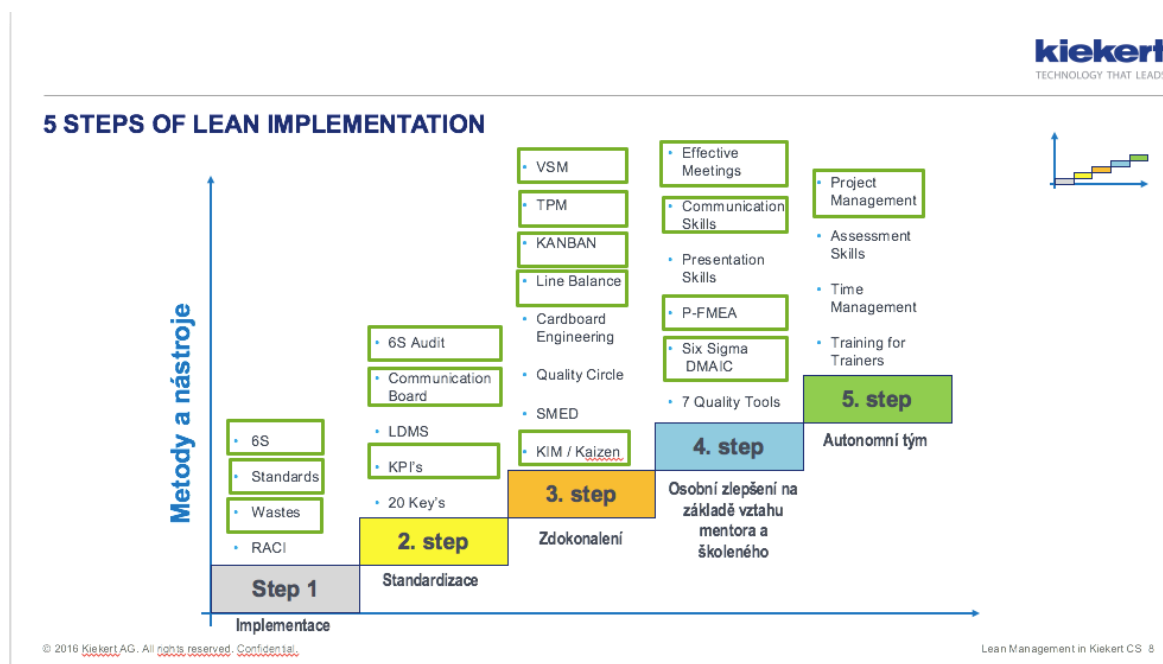 kiekert
TECHNOLOGY THAT LEADS
5 STEPS OF LEAN IMPLEMENTATION
Metody a nástroje
• 6S
• Standards
• Wastes
• RACI
Step 1
Implementace
• 6S Audit
• Communication
Board
• LDMS
• KPI's
• 20 Key's
2. step
Standardizace
• VSM
• TPM
• KANBAN
• Line Balance
• Cardboard
Engineering
• Quality Circle
• SMED
• KIM / Kaizen
3. step
Zdokonalení
• Effective
Meetings
• Communication
Skills
• Presentation
Skills
• P-FMEA
• Six Sigma
DMAIC
• 7 Quality Tools
4. step
Osobní zlepšení na
základě vztahu
mentora a
školeného
• Project
Management
• Assessment
Skills
• Time
Management
• Training for
Trainers
5. step
Autonomní tým
© 2016 Kiekert AG. All rights reserved. Confidential.
Lean Management in Kiekert CS 8